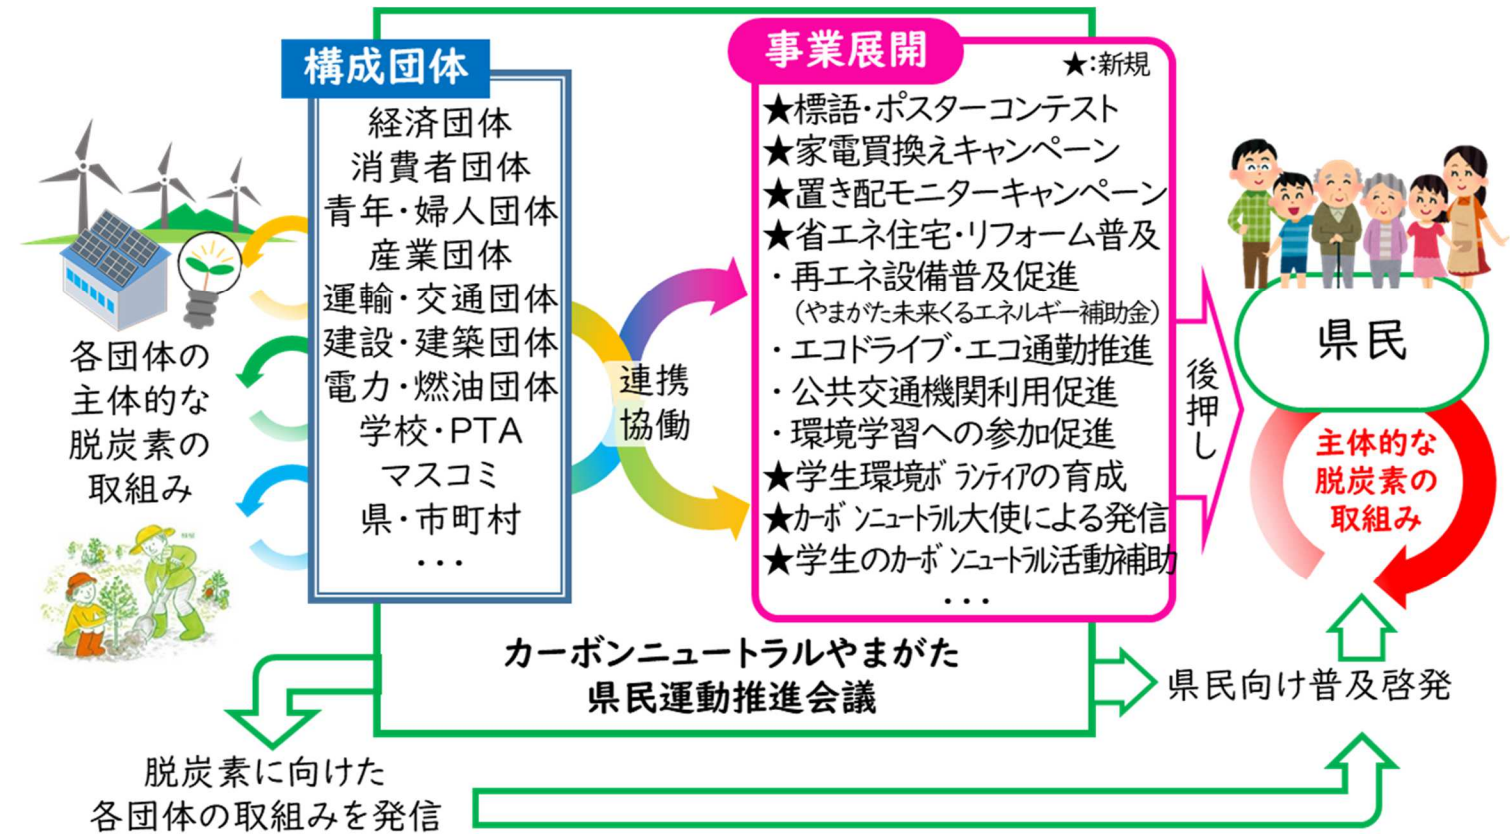 構成団体
経済団体
消費者団体
青年・婦人団体
産業団体
運輸・交通団体
建設・建築団体
電力・燃油団体
学校・PTA
マスコミ
県・市町村
・・・
各団体の
主体的な
脱炭素の
取組み
連携
協働
事業展開
★:新規
★標語・ポスターコンテスト
★家電買換えキャンペーン
★置き配モニターキャンペーン
★省エネ住宅・リフォーム普及
・再エネ設備普及促進
（やまがた未来くるエネルギー補助金）
・エコドライブ・エコ通勤推進
・公共交通機関利用促進
・環境学習への参加促進
★学生環境ボランティアの育成
★カーボンニュートラル大使による発信
★学生のカーボンニュートラル活動補助
・・・
後押し
県民
主体的な
脱炭素の
取組み
カーボンニュートラルやまがた
県民運動推進会議
県民向け普及啓発
脱炭素に向けた
各団体の取組みを発信